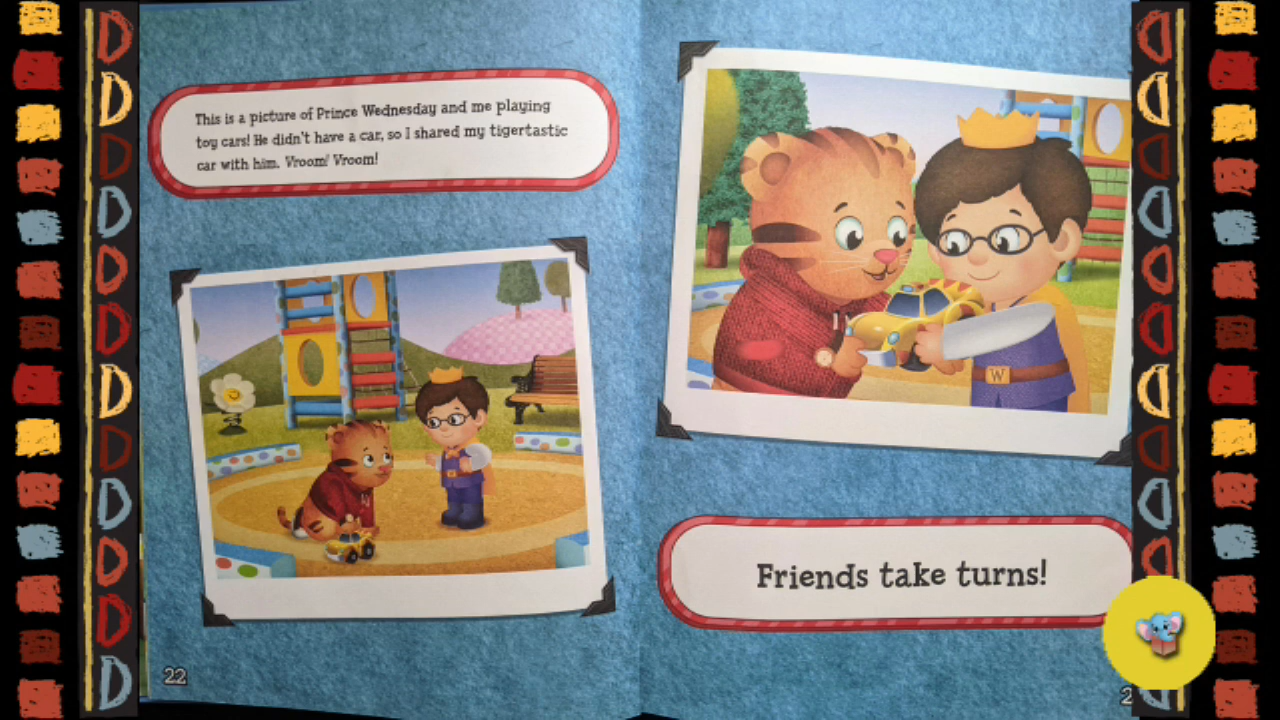 This is a picture of Prince Wednesday and me playing
toy cars! He didn't have a car, so I shared my tigertastic
car with him. Vroom! Vroom!
W
22
Friends take turns!
2